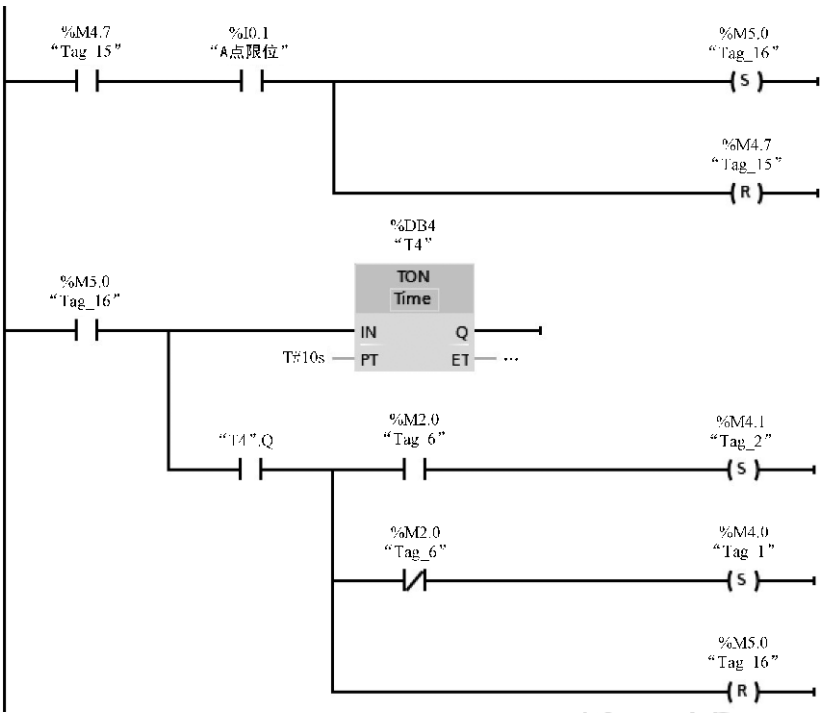 %M4.7
“Tag_15”
%I0.1
“A点限位”
%M5.0
“Tag_16”
S
%M4.7
“Tag_15”
R
%DB4
“T4”
TON
Time
%M5.0
“Tag_16”
IN
Q
T#10s
PT
ET
...
“T4”.Q
%M2.0
“Tag_6”
%M4.1
“Tag_2”
S
%M2.0
“Tag_6”
%M4.0
“Tag_1”
S
%M5.0
“Tag_16”
R